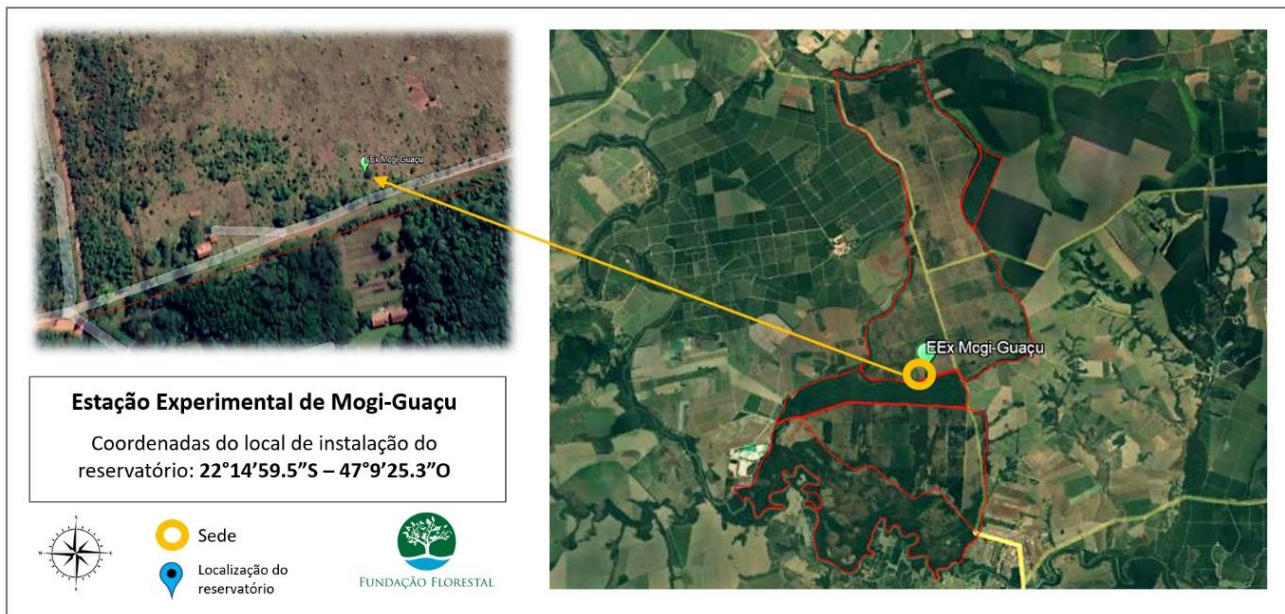 EEx Mogi-Guaçu
EEx Mogi-Guaçu
Estação Experimental de Mogi-Guaçu
Coordenadas do local de instalação do
reservatório: 22°14’59.5”S – 47°9’25.3”O
N
W
E
S
Sede
Localização do
reservatório
FUNDAÇÃO FLORESTAL